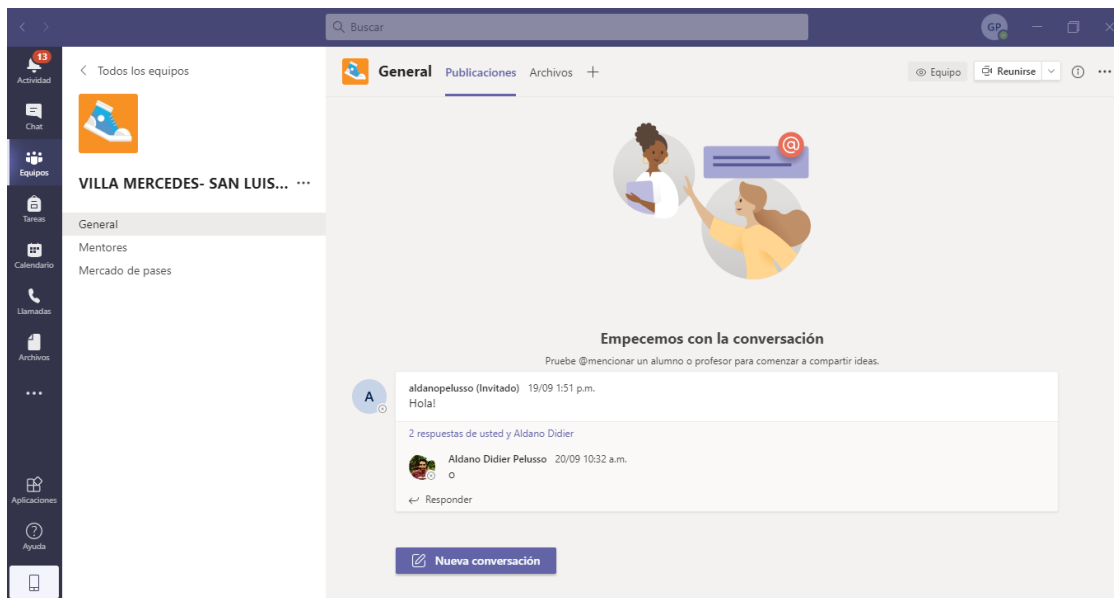 Buscar
GP
13
Actividad
Chat
Equipos
Tareas
Calendario
Llamadas
Archivos
Aplicaciones
Ayuda
Todos los equipos
VILLA MERCEDES- SAN LUIS...
General
Mentores
Mercado de pases
General Publicaciones Archivos
Equipo Reunirse
@
Empecemos con la conversación
Pruebe @mencionar un alumno o profesor para comenzar a compartir ideas.
A
aldanopelusso (Invitado) 19/09 1:51 p.m.
Hola!
2 respuestas de usted y Aldano Didier
Aldano Didier Pelusso 20/09 10:32 a.m.
o
Responder
Nueva conversación